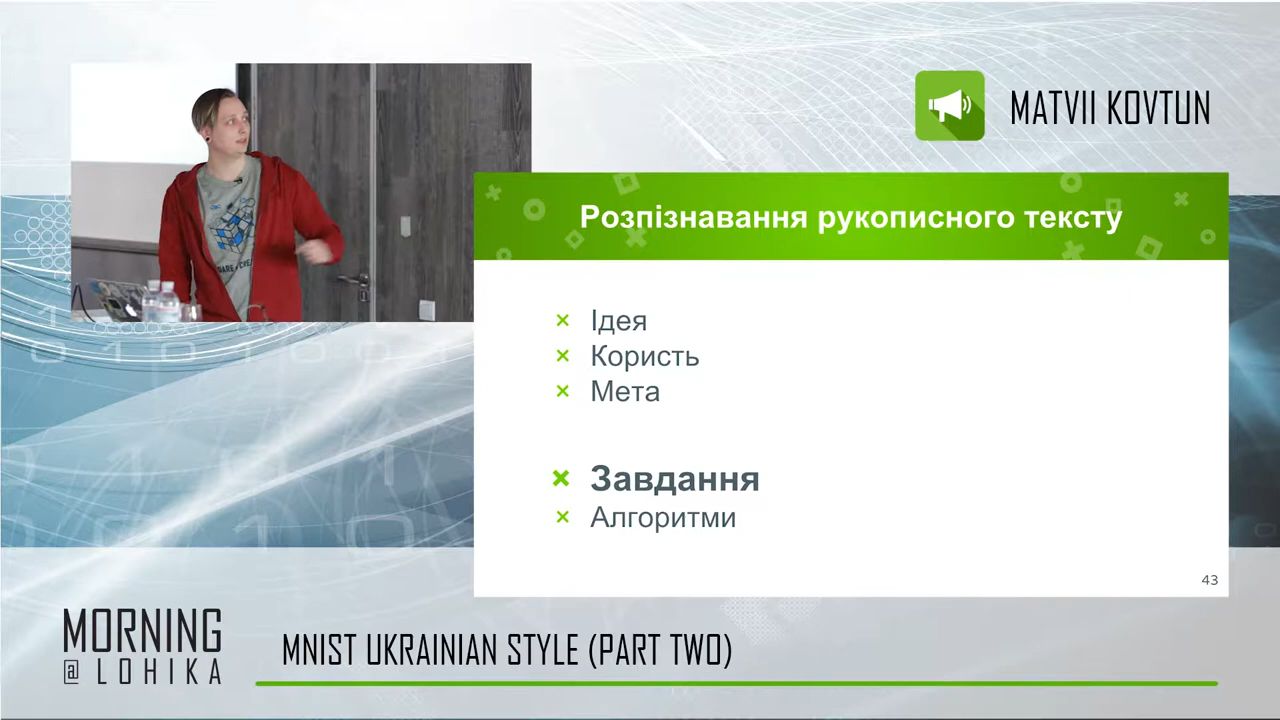 MATVII KOVTUN
Розпізнавання рукописного тексту
Ідея
Користь
Мета
Завдання
Алгоритми
43
MORNING
@ LOHIKA
MNIST UKRAINIAN STYLE (PART TWO)